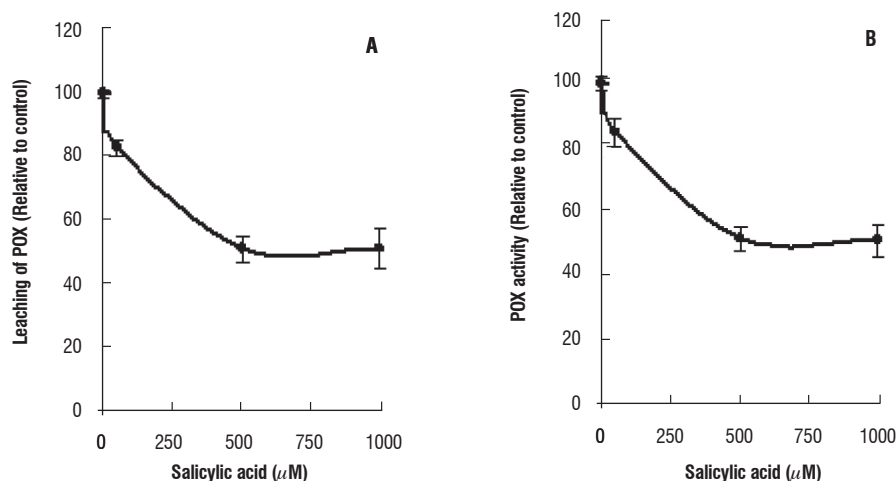 A
Leaching of POX (Relative to control)
120
100
80
60
40
20
0
0 250 500 750 1000
Salicylic acid (μM)
B
POX activity (Relative to control)
120
100
80
60
40
20
0
0 250 500 750 1000
Salicylic acid (μM)